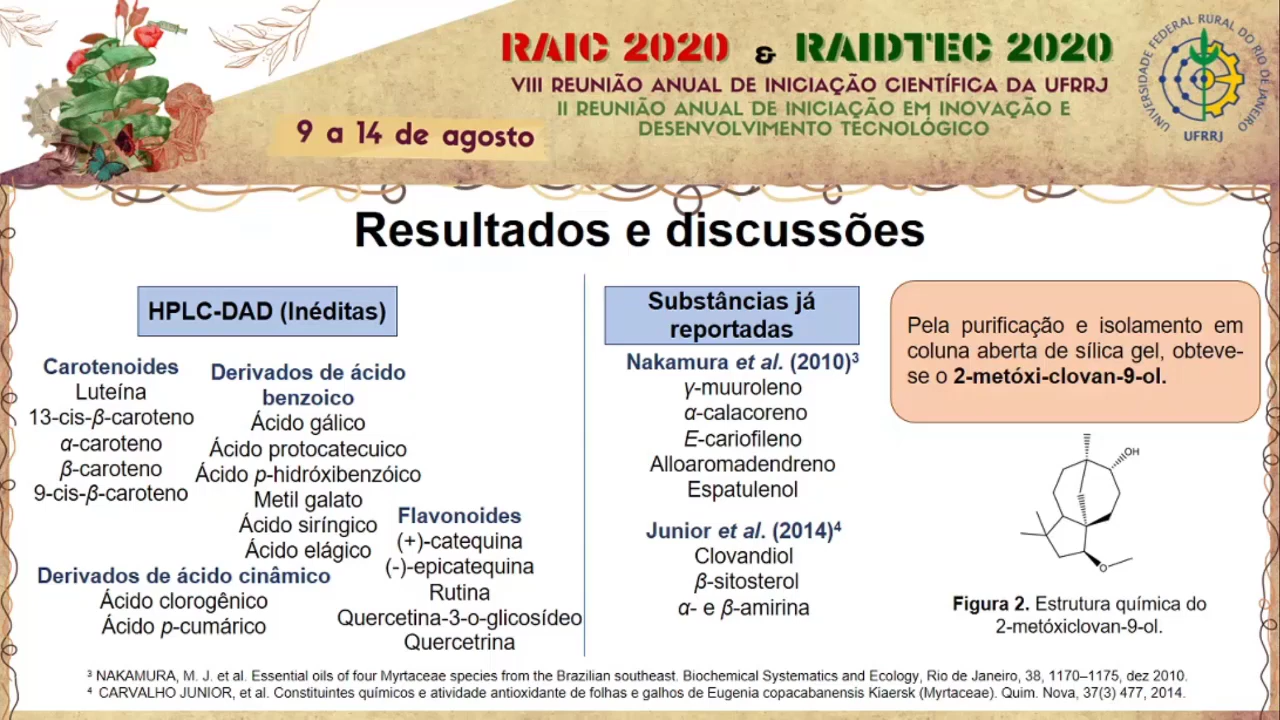 RAIC 2020 & RAIDTEC 2020
VIII REUNIÃO ANUAL DE INICIAÇÃO CIENTÍFICA DA UFRRJ
II REUNIÃO ANUAL DE INICIAÇÃO EM INOVAÇÃO E
DESENVOLVIMENTO TECNOLÓGICO
9 a 14 de agosto
UNIVERSIDADE FEDERAL RURAL DO RIO DE JANEIRO
UFRRJ
Resultados e discussões
HPLC-DAD (Inéditas)
Carotenoides
Luteína
13-cis-β-caroteno
α-caroteno
β-caroteno
9-cis-β-caroteno
Derivados de ácido
benzoico
Ácido gálico
Ácido protocatecuico
Ácido p-hidróxibenzóico
Metil galato
Ácido siríngico
Ácido elágico
Derivados de ácido cinâmico
Ácido clorogênico
Ácido p-cumárico
Flavonoides
(+)-catequina
(-)-epicatequina
Rutina
Quercetina-3-o-glicosídeo
Quercetrina
Substâncias já
reportadas
Nakamura et al. (2010)³
γ-muuroleno
α-calacoreno
E-cariofileno
Alloaromadendreno
Espatulenol
Junior et al. (2014)⁴
Clovandiol
β-sitosterol
α- e β-amirina
Pela purificação e isolamento em
coluna aberta de sílica gel, obteve-
se o 2-metóxi-clovan-9-ol.
OH
O
Figura 2. Estrutura química do
2-metóxiclovan-9-ol.
³ NAKAMURA, M. J. et al. Essential oils of four Myrtaceae species from the Brazilian southeast. Biochemical Systematics and Ecology, Rio de Janeiro, 38, 1170–1175, dez 2010.
⁴ CARVALHO JUNIOR, et al. Constituintes químicos e atividade antioxidante de folhas e galhos de Eugenia copacabanensis Kiaersk (Myrtaceae). Quim. Nova, 37(3) 477, 2014.